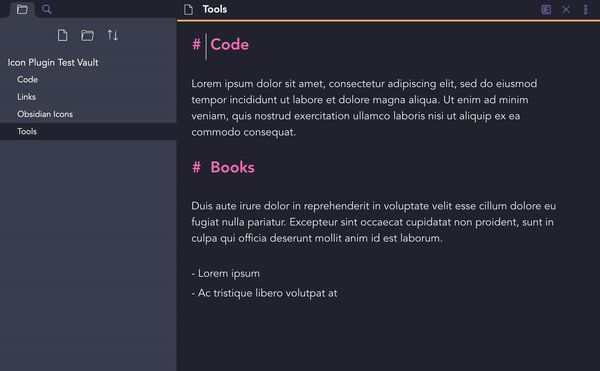 Tools
Icon Plugin Test Vault
Code
Links
Obsidian Icons
Tools
# Code
Lorem ipsum dolor sit amet, consectetur adipiscing elit, sed do eiusmod
tempor incididunt ut labore et dolore magna aliqua. Ut enim ad minim
veniam, quis nostrud exercitation ullamco laboris nisi ut aliquip ex ea
commodo consequat.
# Books
Duis aute irure dolor in reprehenderit in voluptate velit esse cillum dolore eu
fugiat nulla pariatur. Excepteur sint occaecat cupidatat non proident, sunt in
culpa qui officia deserunt mollit anim id est laborum.
- Lorem ipsum
- Ac tristique libero volutpat at